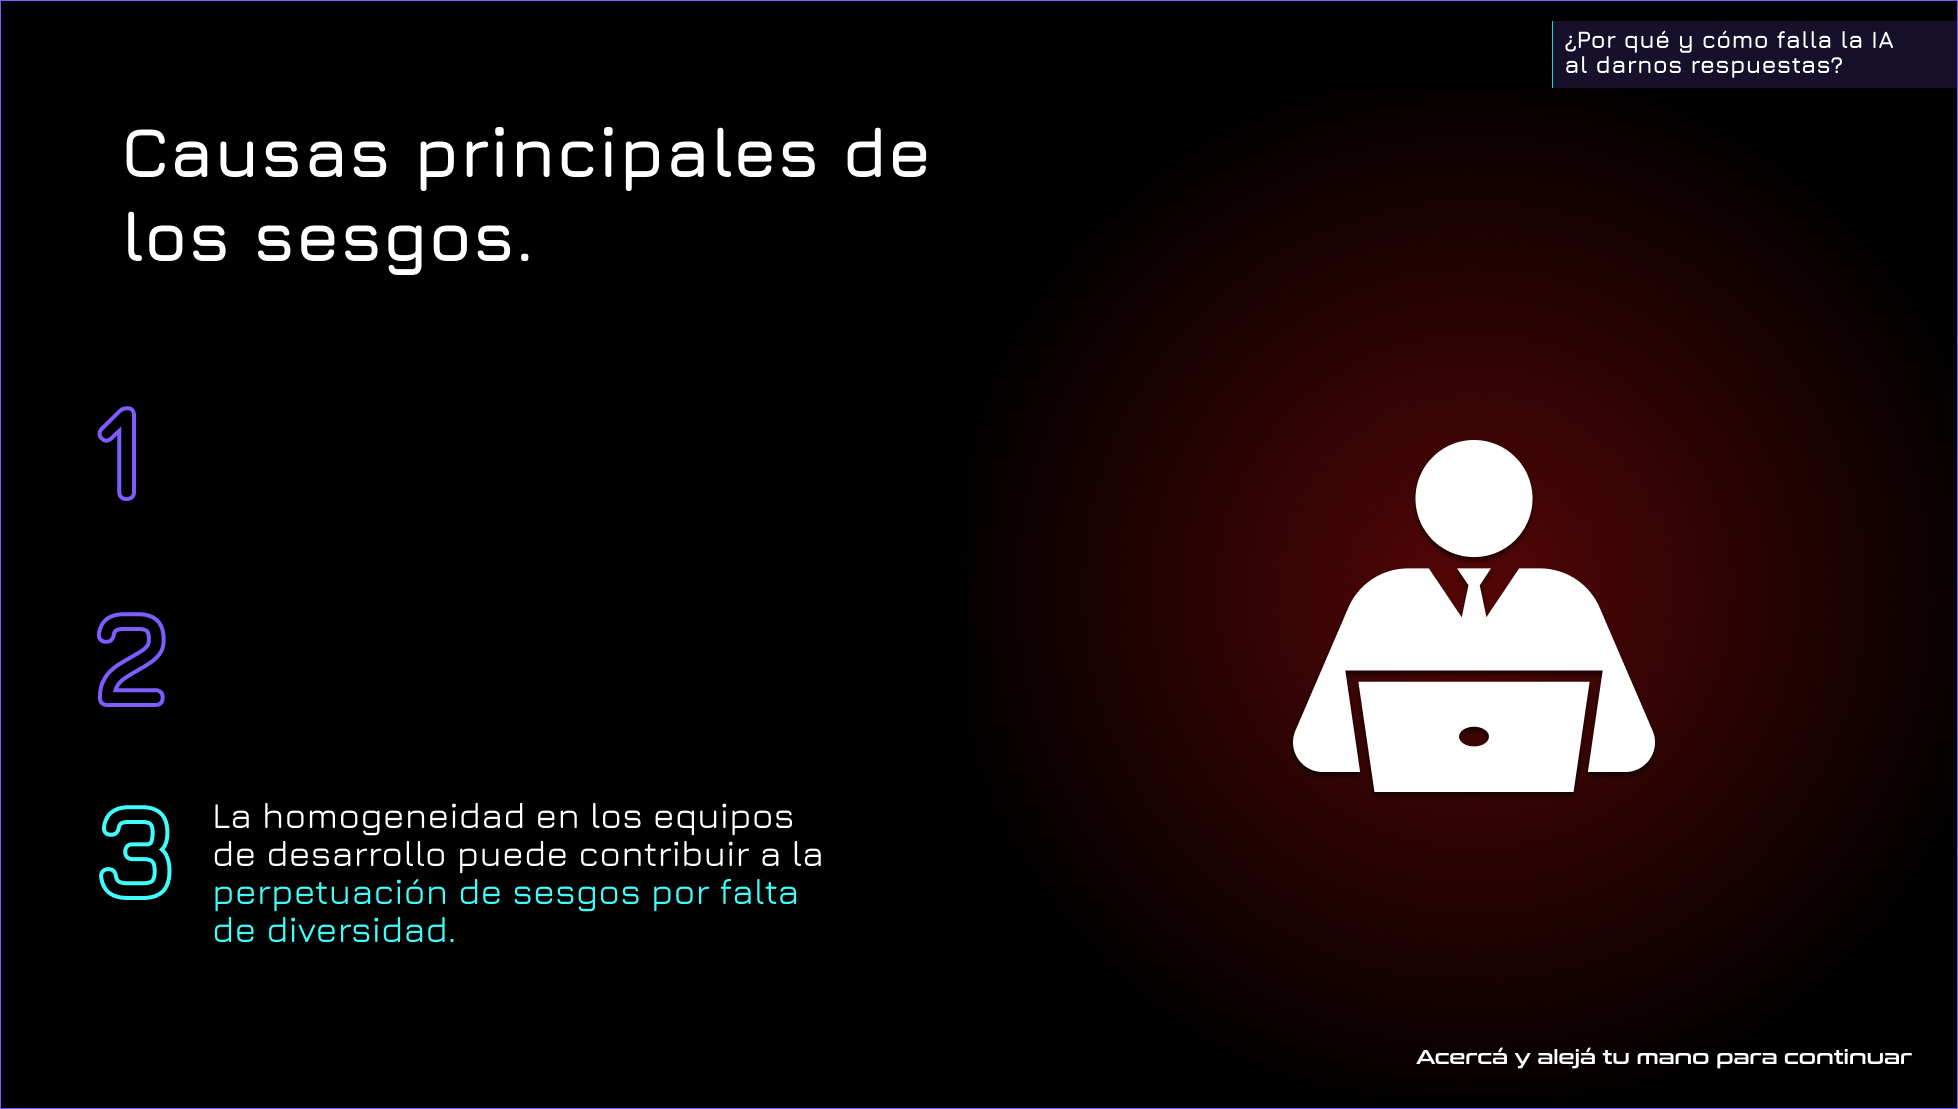 ¿Por qué y cómo falla la IA
al darnos respuestas?
Causas principales de
los sesgos.
1
2
3
La homogeneidad en los equipos
de desarrollo puede contribuir a la
perpetuación de sesgos por falta
de diversidad.
Acercá y alejá tu mano para continuar